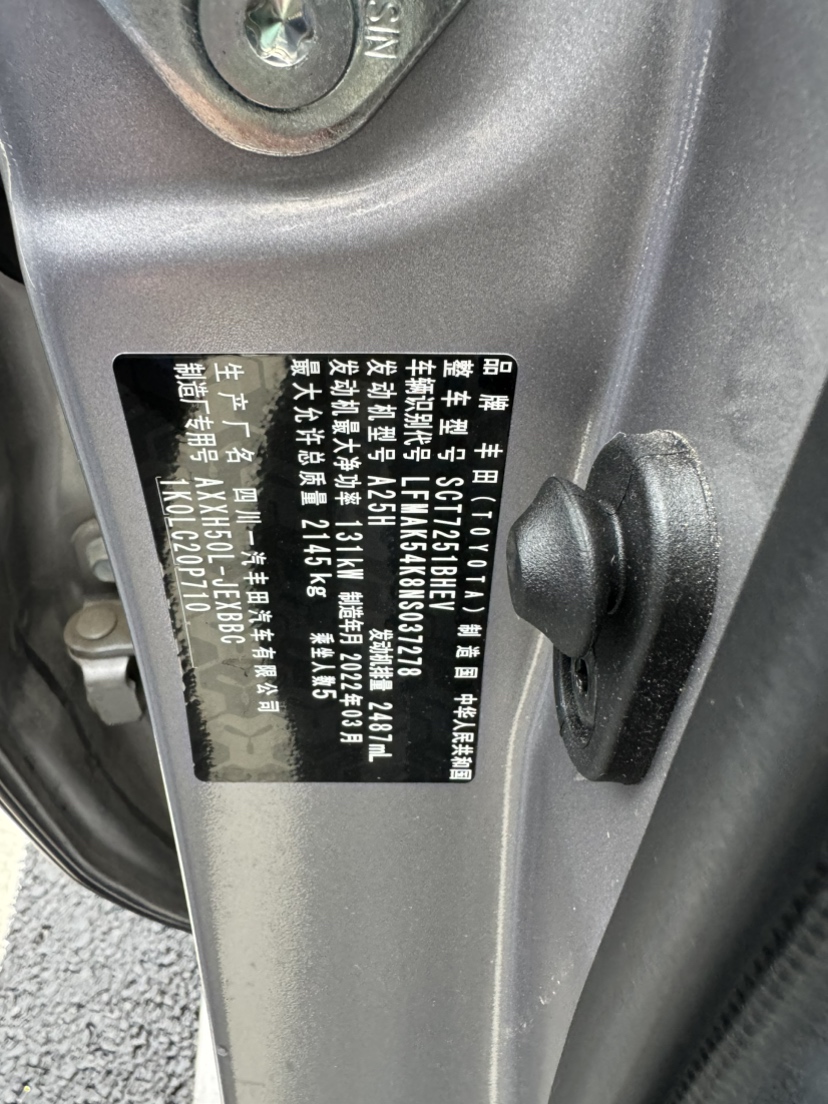 SIN
品牌 丰田(TOYOTA) 制造国 中华人民共和国
整车型号 SCT7251BHEV
车辆识别代号 LFMAK54K8NS037278
发动机型号 A25H 发动机排量 2487mL
发动机最大净功率 131kW 制造年月 2022年03月
最大允许总质量 2145kg 乘坐人数5
生产厂名 四川一汽丰田汽车有限公司
制造厂专用号 AXXH50L-JEXBBC
1K0LC20P710